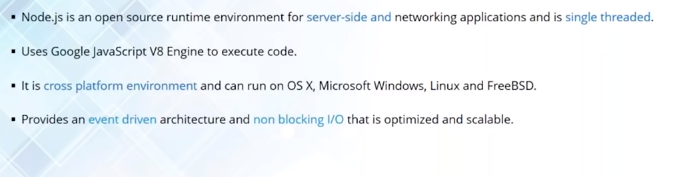 ▪ Node.js is an open source runtime environment for server-side and networking applications and is single threaded.
▪ Uses Google JavaScript V8 Engine to execute code.
▪ It is cross platform environment and can run on OS X, Microsoft Windows, Linux and FreeBSD.
▪ Provides an event driven architecture and non blocking I/O that is optimized and scalable.